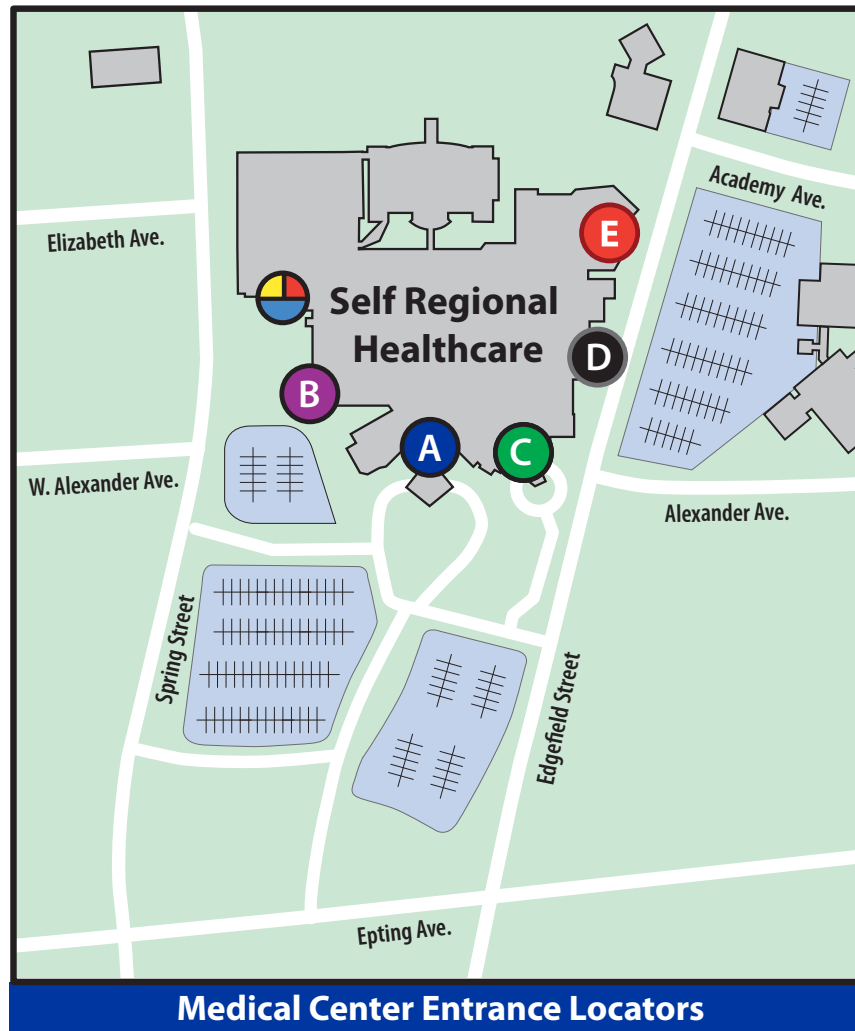 Academy Ave.
Elizabeth Ave.
E
Self Regional
Healthcare
D
B
A
C
W. Alexander Ave.
Alexander Ave.
Spring Street
Edgefield Street
Epting Ave.
Medical Center Entrance Locators